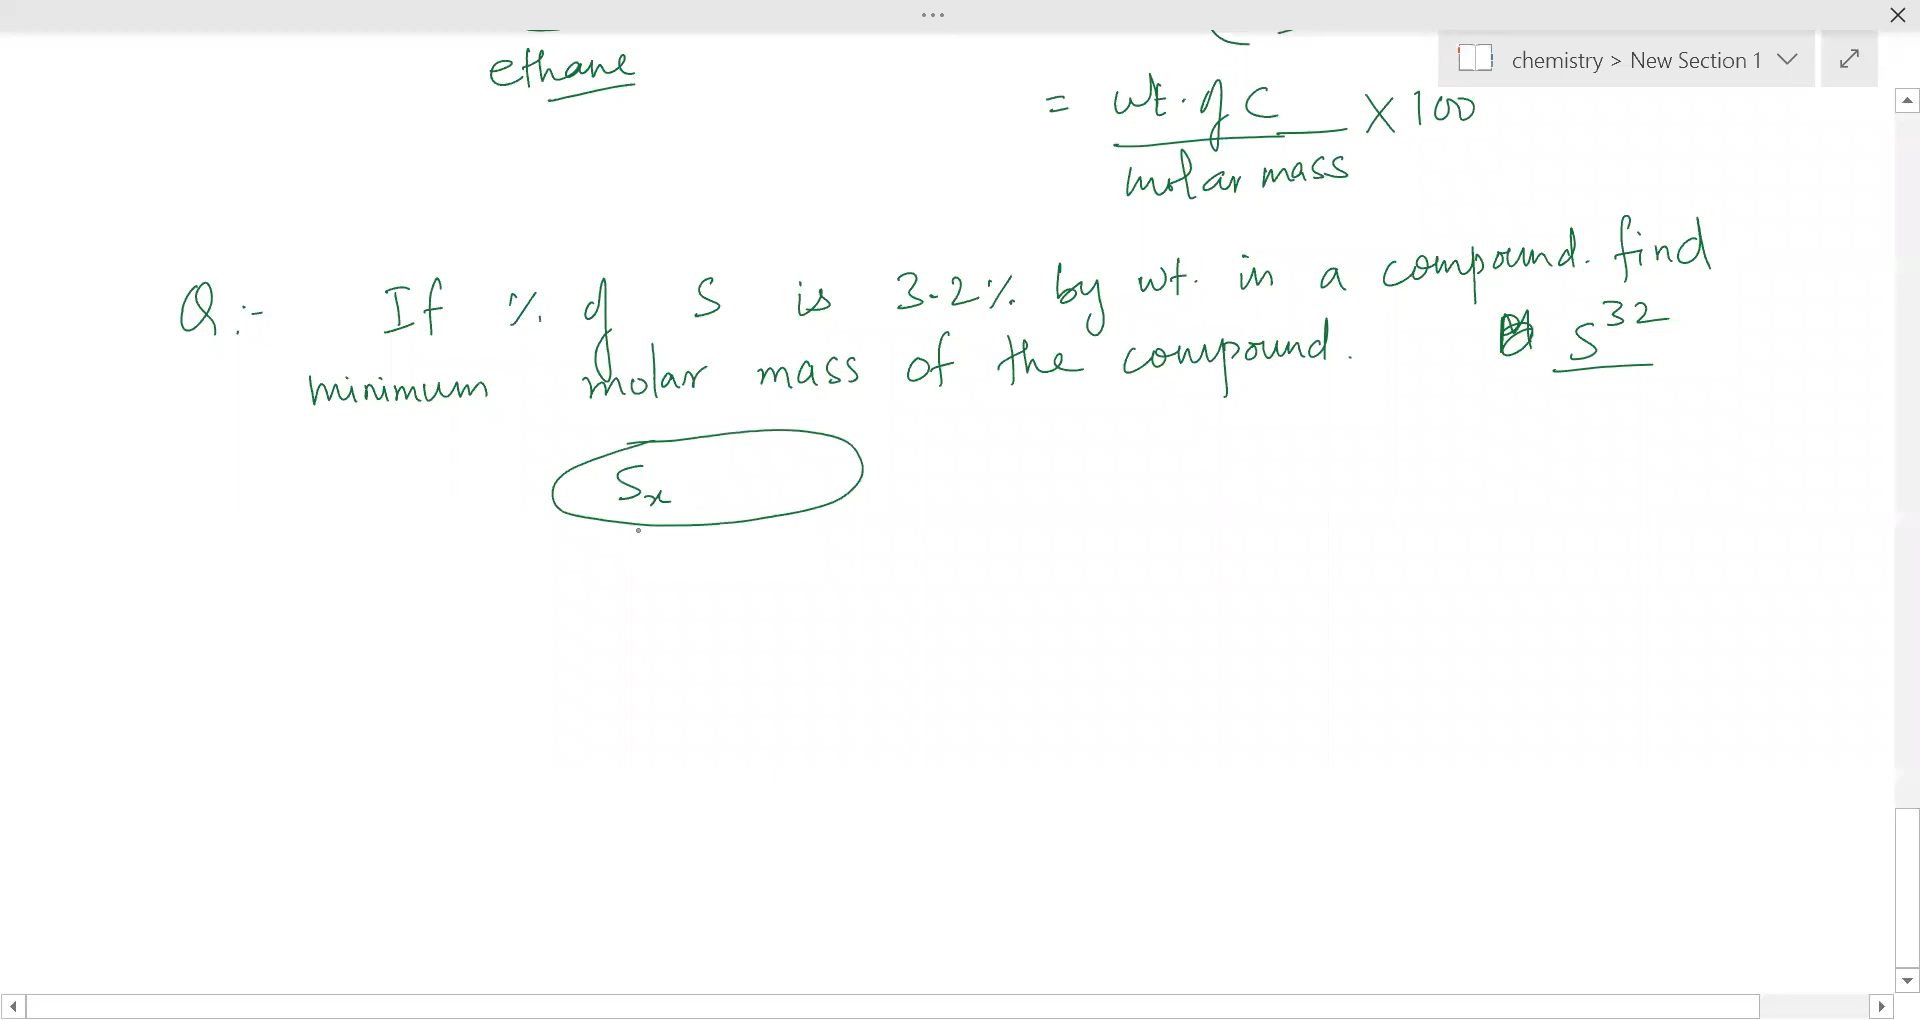 ...
chemistry > New Section 1
ethane
= wt. of C / molar mass X 100
Q :- If % of S is 3.2% by wt. in a compound. find
minimum molar mass of the compound. S³²
Sₓ